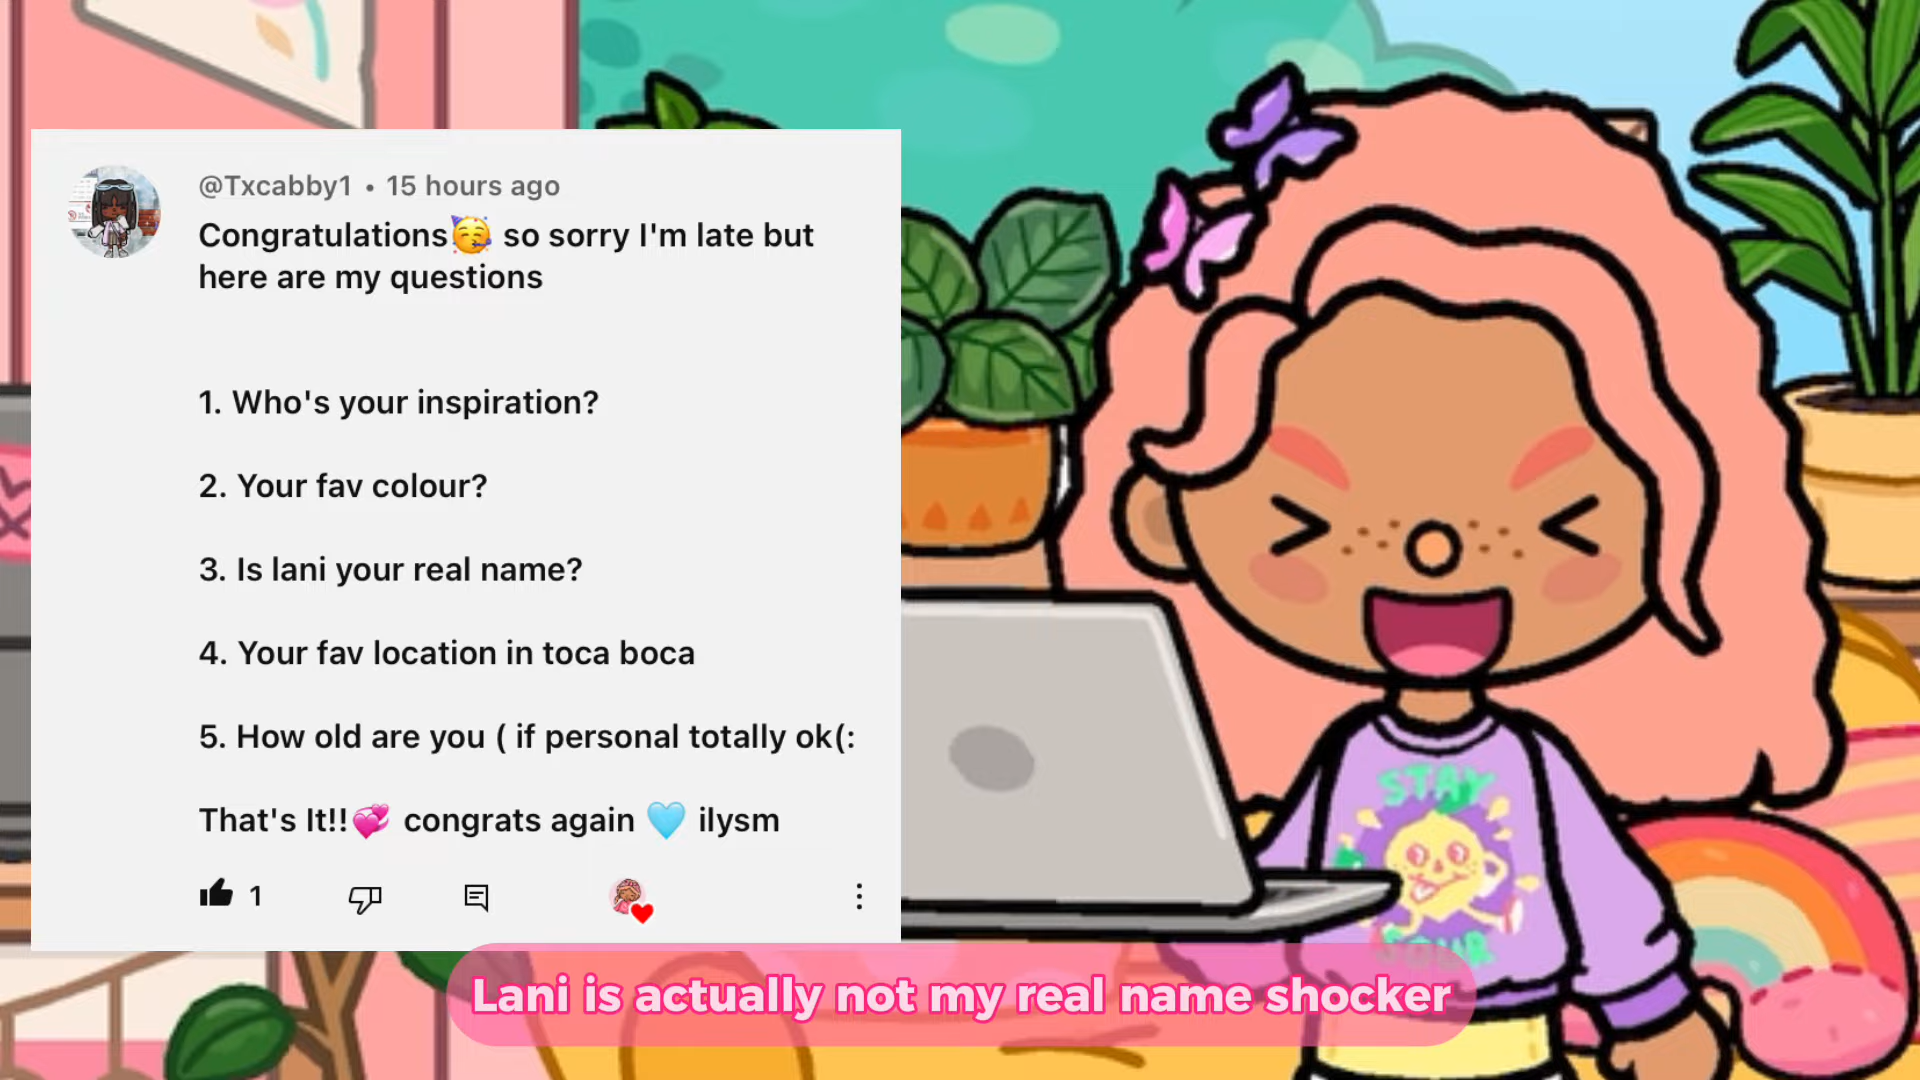 @Txcabby1 • 15 hours ago
Congratulations🥳 so sorry I'm late but
here are my questions
1. Who's your inspiration?
2. Your fav colour?
3. Is lani your real name?
4. Your fav location in toca boca
5. How old are you ( if personal totally ok(:
That's It!!💞 congrats again 🩵 ilysm
1
STAY
SOUR
Lani is actually not my real name shocker